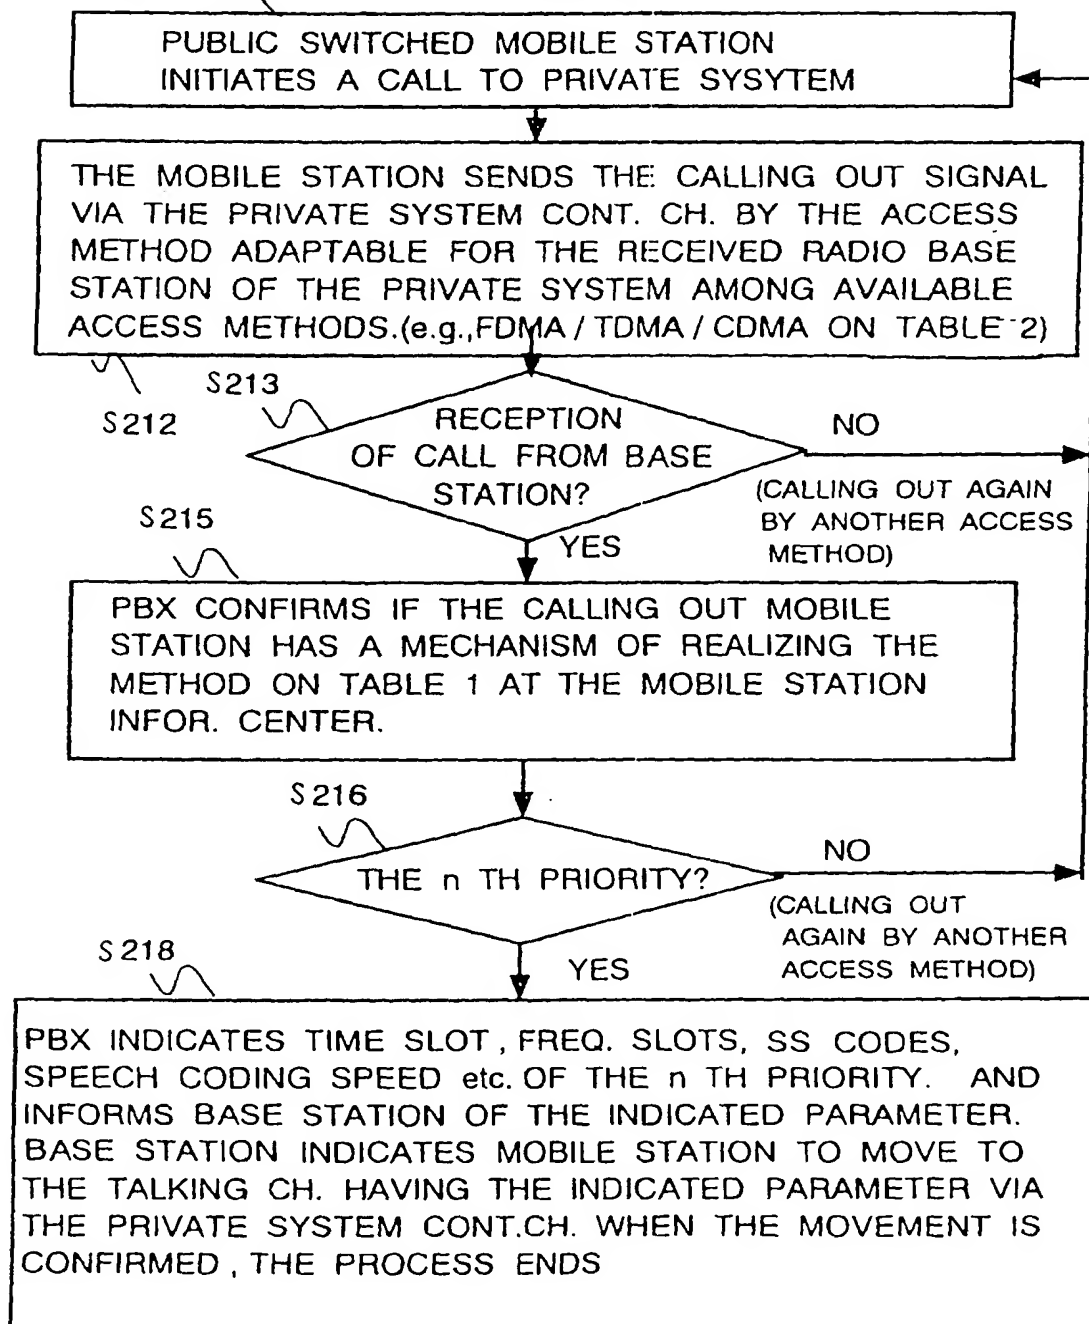 PUBLIC SWITCHED MOBILE STATION
INITIATES A CALL TO PRIVATE SYSYTEM
THE MOBILE STATION SENDS THE CALLING OUT SIGNAL
VIA THE PRIVATE SYSTEM CONT. CH. BY THE ACCESS
METHOD ADAPTABLE FOR THE RECEIVED RADIO BASE
STATION OF THE PRIVATE SYSTEM AMONG AVAILABLE
ACCESS METHODS.(e.g.,FDMA / TDMA / CDMA ON TABLE 2)
S212
S213
RECEPTION
OF CALL FROM BASE
STATION?
NO
(CALLING OUT AGAIN
BY ANOTHER ACCESS
METHOD)
YES
S215
PBX CONFIRMS IF THE CALLING OUT MOBILE
STATION HAS A MECHANISM OF REALIZING THE
METHOD ON TABLE 1 AT THE MOBILE STATION
INFOR. CENTER.
S216
THE n TH PRIORITY?
NO
(CALLING OUT
AGAIN BY ANOTHER
ACCESS METHOD)
YES
S218
PBX INDICATES TIME SLOT , FREQ. SLOTS, SS CODES,
SPEECH CODING SPEED etc. OF THE n TH PRIORITY. AND
INFORMS BASE STATION OF THE INDICATED PARAMETER.
BASE STATION INDICATES MOBILE STATION TO MOVE TO
THE TALKING CH. HAVING THE INDICATED PARAMETER VIA
THE PRIVATE SYSTEM CONT.CH. WHEN THE MOVEMENT IS
CONFIRMED , THE PROCESS ENDS